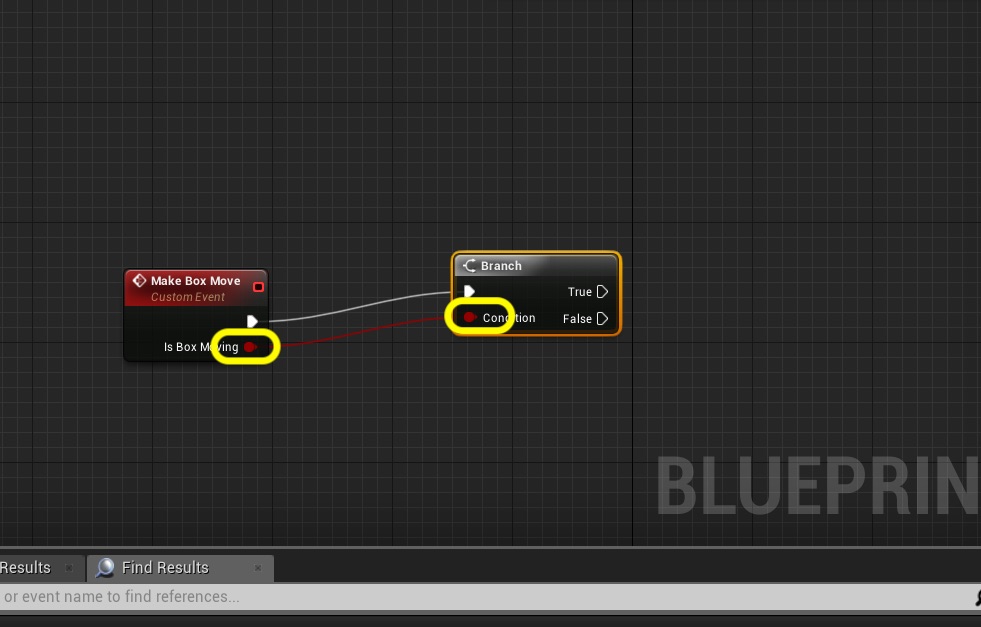 Make Box Move
Custom Event
Is Box Moving
Branch
True
Condition
False
BLUEPRIN
Results
Find Results
or event name to find references...